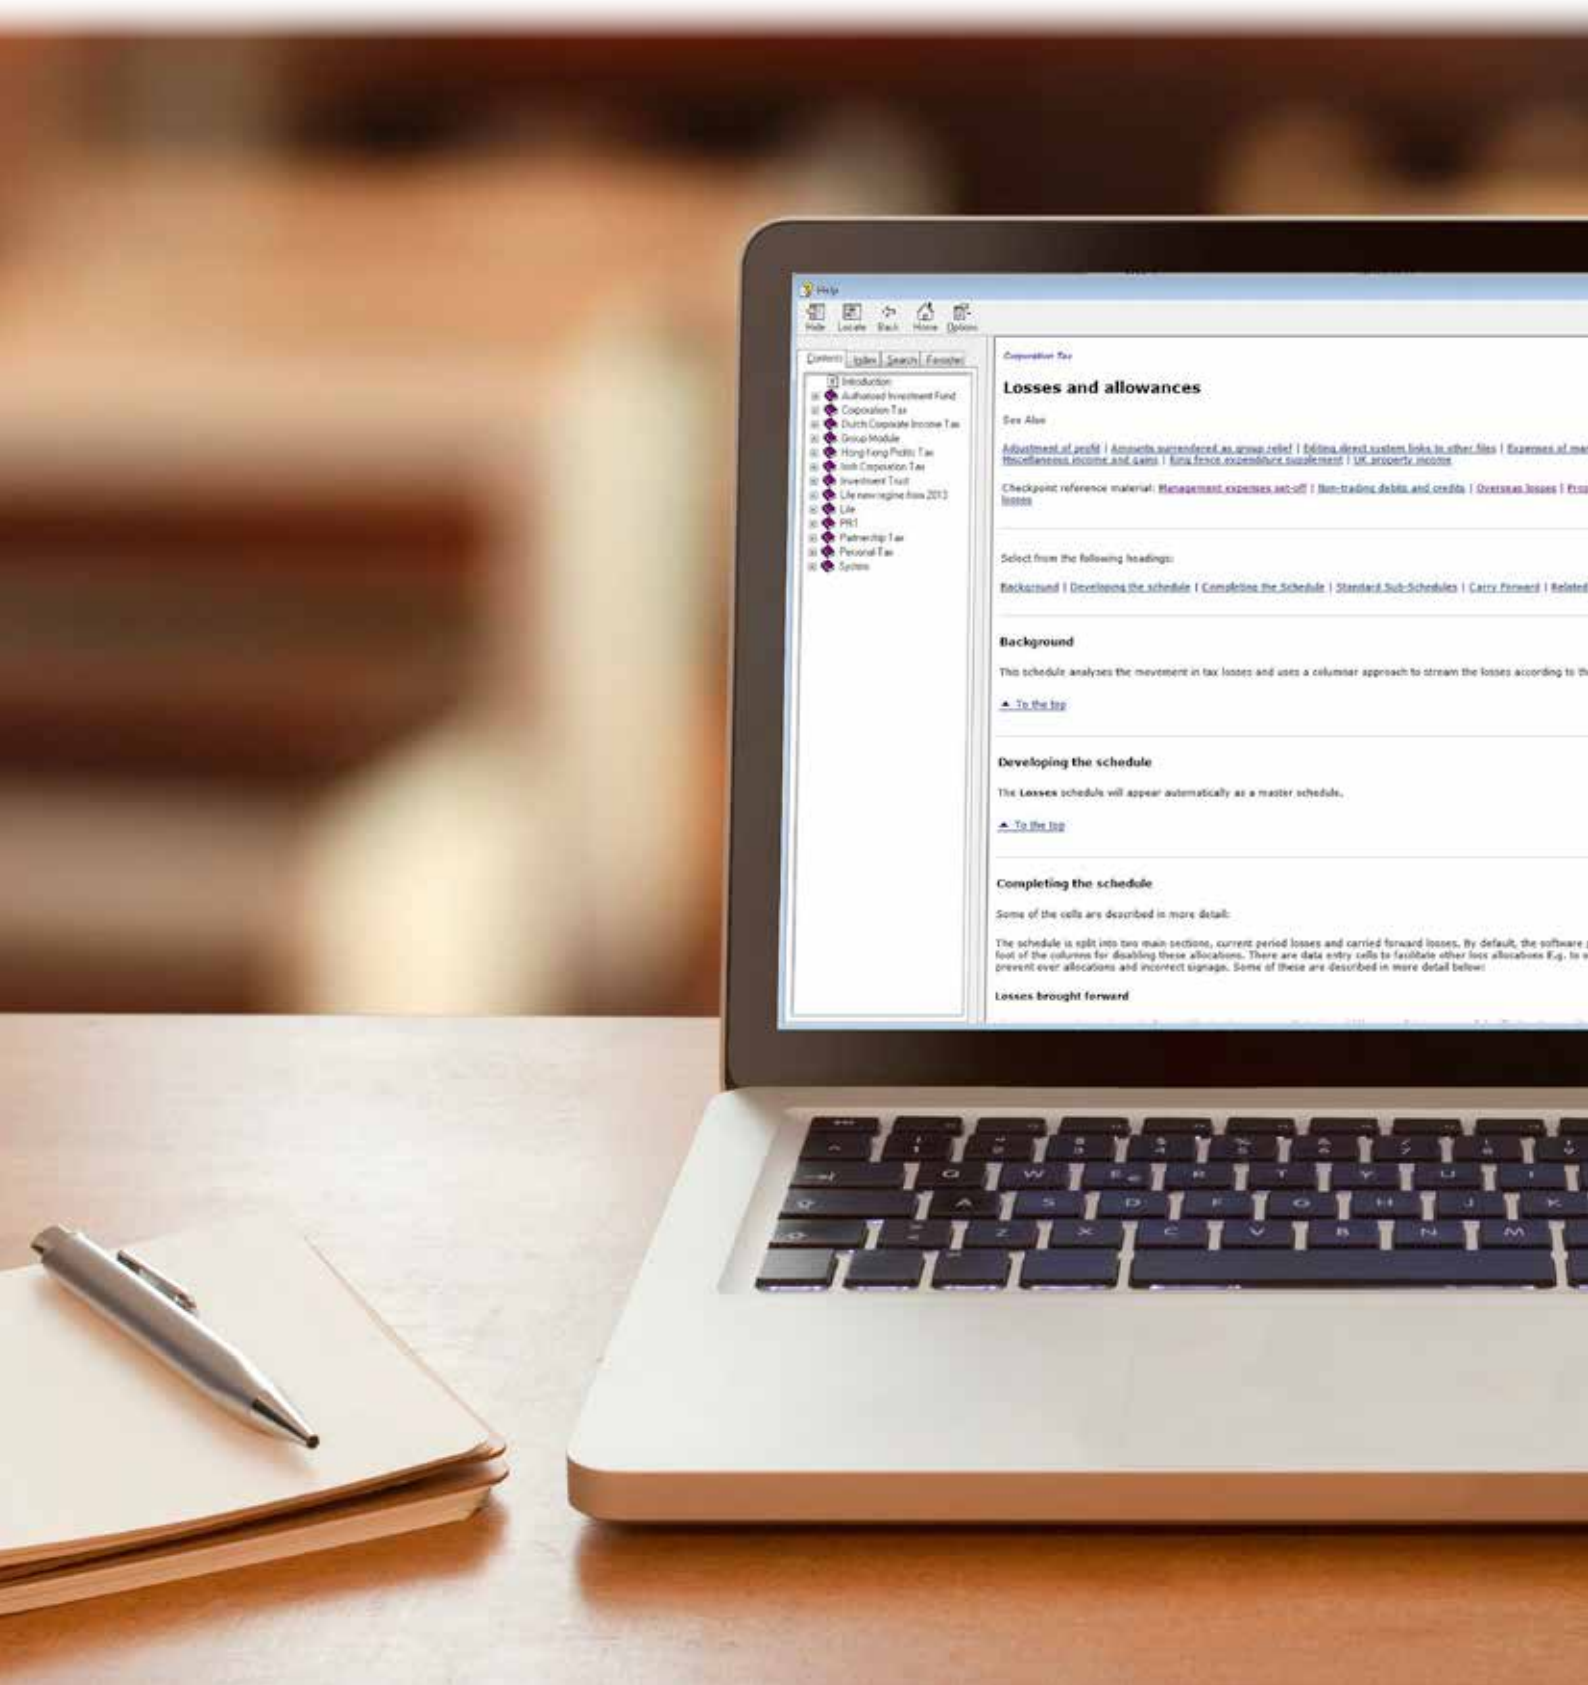 Help
Hide Locate Back Home Options
Contents Index Search Favorites
Introduction
Authorised Investment Fund
Corporation Tax
Dutch Corporate Income Tax
Group Module
Hong Kong Profits Tax
Irish Corporation Tax
Investment Trust
Life new regime from 2013
Life
PRT
Partnership Tax
Personal Tax
System
Corporation Tax
Losses and allowances
See Also
Adjustment of profit | Amounts surrendered as group relief | Editing direct system links to other files | Expenses of
Miscellaneous income and gains | Ring fence expenditure supplement | UK property income
Checkpoint reference material: Management expenses set-off | Non-trading debits and credits | Overseas losses |
losses
Select from the following headings:
Background | Developing the schedule | Completing the Schedule | Standard Sub-Schedules | Carry Forward | Related
Background
This schedule analyses the movement in tax losses and uses a columnar approach to stream the losses according to
To the top
Developing the schedule
The Losses schedule will appear automatically as a master schedule.
To the top
Completing the schedule
Some of the cells are described in more detail:
The schedule is split into two main sections, current period losses and carried forward losses. By default, the software
foot of the columns for disabling these allocations. There are data entry cells to facilitate other loss allocations E.g. to
prevent over allocations and incorrect signage. Some of these are described in more detail below:
Losses brought forward
Q W E R T Y U I
A S D F G H J K
Z X C V B N M